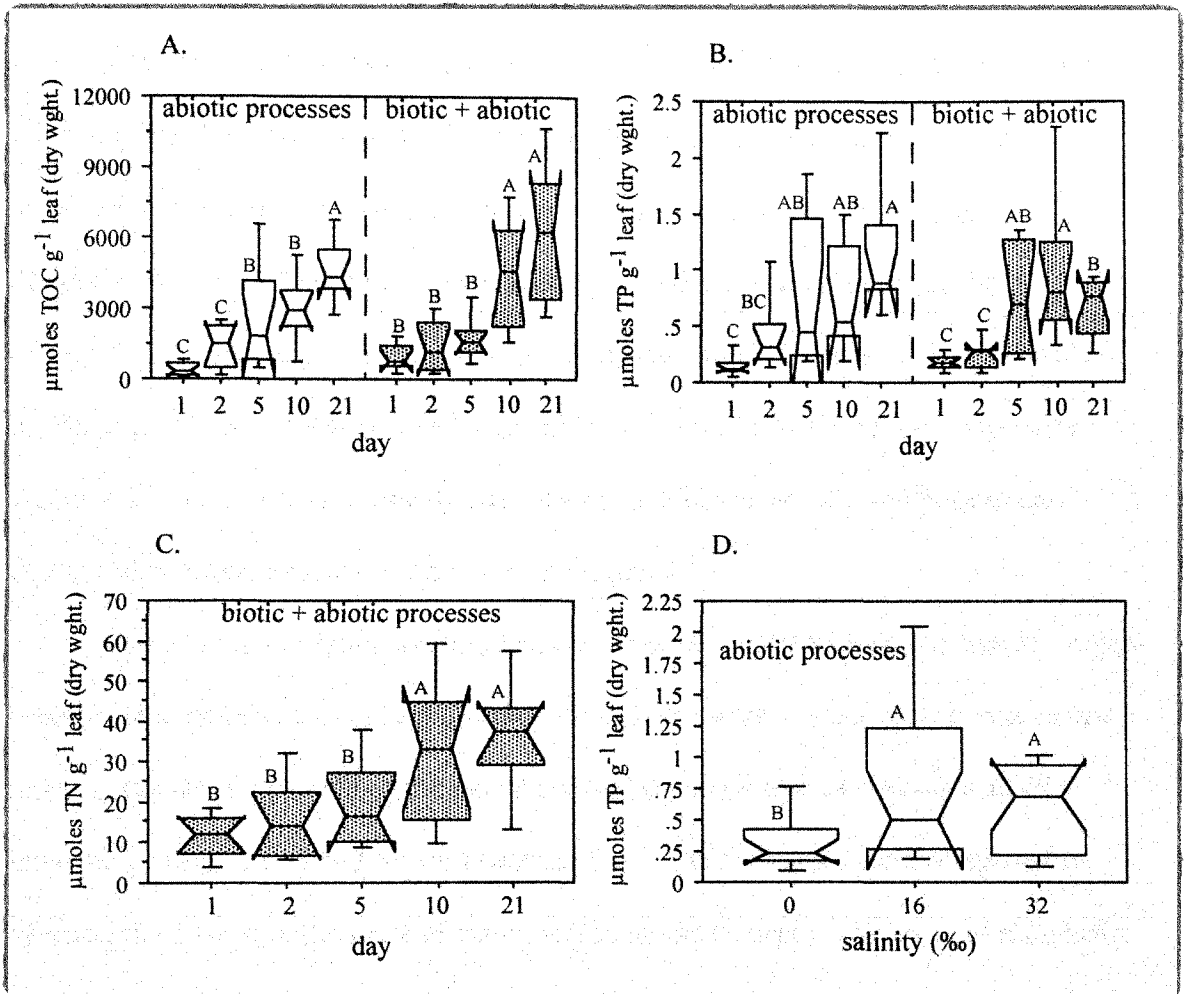 A.
µmoles TOC g-1 leaf (dry wght.)
12000
9000
6000
3000
0
abiotic processes
biotic + abiotic
C
C
B
B
A
B
B
B
A
A
1 2 5 10 21 1 2 5 10 21
day
B.
µmoles TP g-1 leaf (dry wght.)
2.5
2
1.5
1
.5
0
abiotic processes
biotic + abiotic
C
BC
AB
AB
A
C
C
AB
A
B
1 2 5 10 21 1 2 5 10 21
day
C.
µmoles TN g-1 leaf (dry wght.)
70
60
50
40
30
20
10
0
biotic + abiotic processes
B
B
B
A
A
1 2 5 10 21
day
D.
µmoles TP g-1 leaf (dry wght.)
2.25
2
1.75
1.5
1.25
1
.75
.5
.25
0
abiotic processes
B
A
A
0 16 32
salinity (‰)